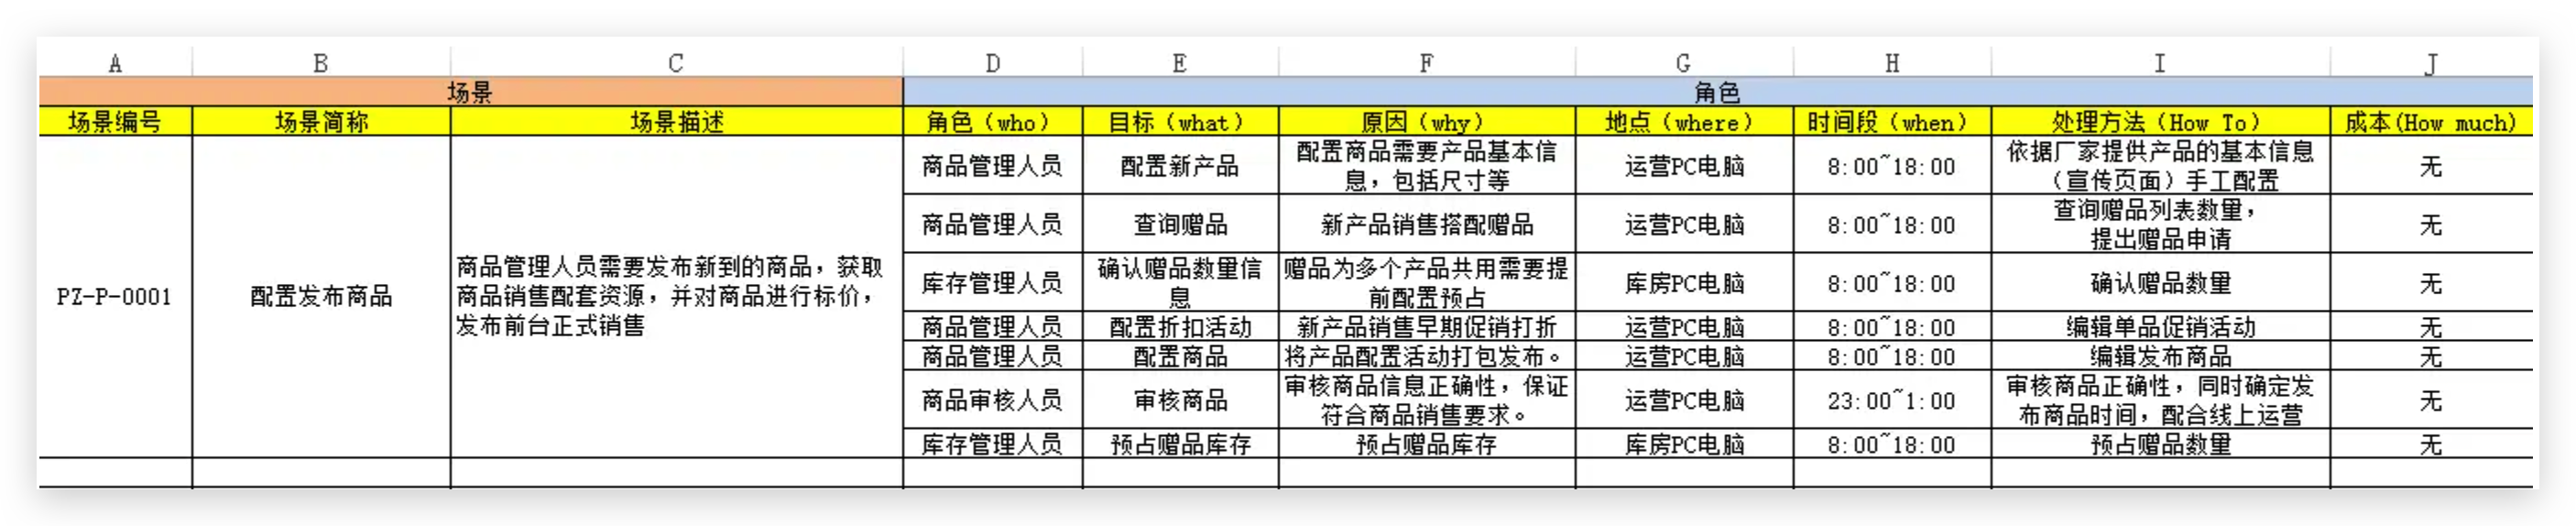 A B C D E F G H I J
场景 角色
场景编号 场景简称 场景描述 角色（who） 目标（what） 原因（why） 地点（where） 时间段（when） 处理方法（How To） 成本(How much)
PZ-P-0001
配置发布商品
商品管理人员需要发布新到的商品，获取
商品销售配套资源，并对商品进行标价，
发布前台正式销售
商品管理人员 配置新产品
配置商品需要产品基本信
息，包括尺寸等
运营PC电脑 8:00~18:00
依据厂家提供产品的基本信息
（宣传页面）手工配置
无
商品管理人员 查询赠品 新产品销售搭配赠品 运营PC电脑 8:00~18:00
查询赠品列表数量，
提出赠品申请
无
库存管理人员
确认赠品数量信
息
赠品为多个产品共用需要提
前配置预占
库房PC电脑 8:00~18:00 确认赠品数量 无
商品管理人员 配置折扣活动 新产品销售早期促销打折 运营PC电脑 8:00~18:00 编辑单品促销活动 无
商品管理人员 配置商品 将产品配置活动打包发布。 运营PC电脑 8:00~18:00 编辑发布商品 无
商品审核人员 审核商品
审核商品信息正确性，保证
符合商品销售要求。
运营PC电脑 23:00~1:00
审核商品正确性，同时确定发
布商品时间，配合线上运营
无
库存管理人员 预占赠品库存 预占赠品库存 库房PC电脑 8:00~18:00 预占赠品数量 无